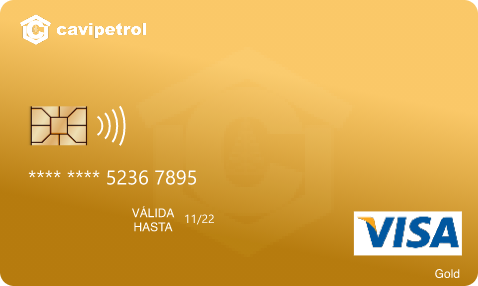 cavipetrol
**** **** 5236 7895
VÁLIDA
HASTA
11/22
VISA
Gold